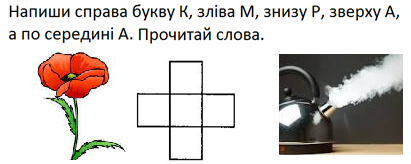 Напиши справа букву К, зліва М, знизу Р, зверху А,
а по середині А. Прочитай слова.